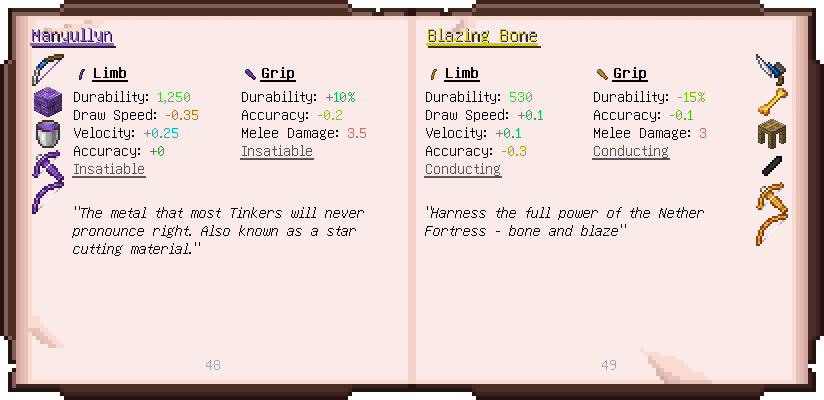 Manyullyn
Limb
Durability: 1,250
Draw Speed: -0.35
Velocity: +0.25
Accuracy: +0
Insatiable
Grip
Durability: +10%
Accuracy: -0.2
Melee Damage: 3.5
Insatiable
"The metal that most Tinkers will never
pronounce right. Also known as a star
cutting material."
48
Blazing Bone
Limb
Durability: 530
Draw Speed: +0.1
Velocity: +0.1
Accuracy: -0.3
Conducting
Grip
Durability: -15%
Accuracy: -0.1
Melee Damage: 3
Conducting
"Harness the full power of the Nether
Fortress - bone and blaze"
49